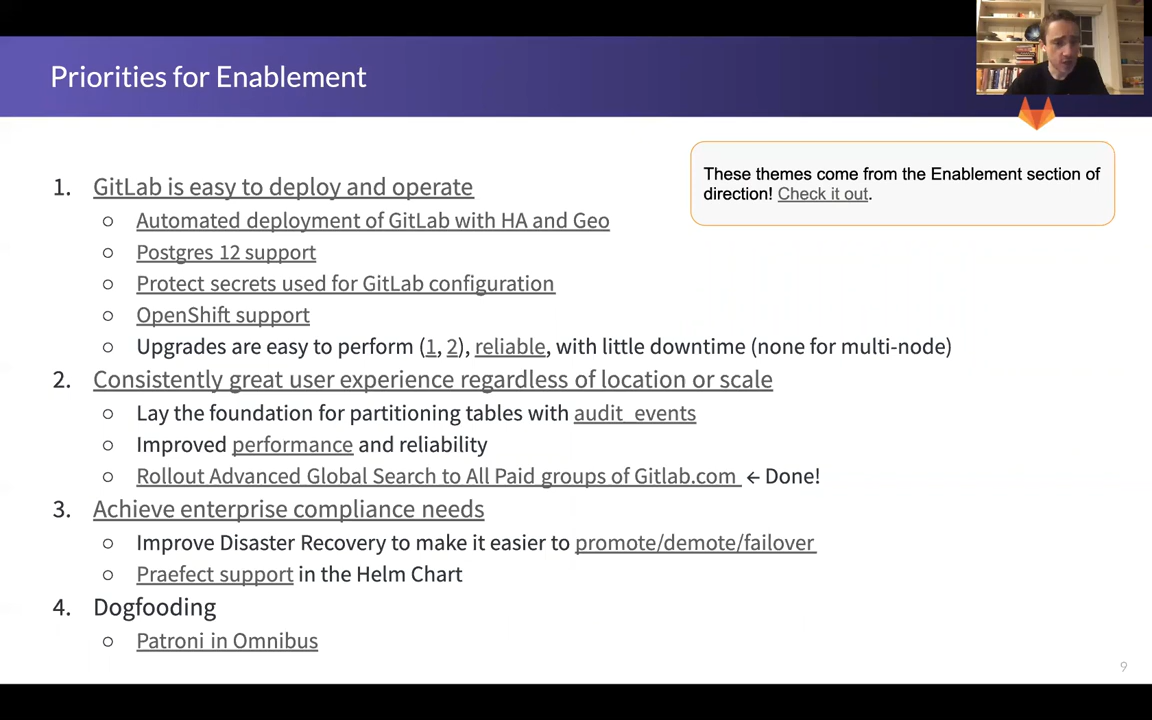 Priorities for Enablement
These themes come from the Enablement section of
direction! Check it out.
1. GitLab is easy to deploy and operate
○ Automated deployment of GitLab with HA and Geo
○ Postgres 12 support
○ Protect secrets used for GitLab configuration
○ OpenShift support
○ Upgrades are easy to perform (1, 2), reliable, with little downtime (none for multi-node)
2. Consistently great user experience regardless of location or scale
○ Lay the foundation for partitioning tables with audit_events
○ Improved performance and reliability
○ Rollout Advanced Global Search to All Paid groups of Gitlab.com ← Done!
3. Achieve enterprise compliance needs
○ Improve Disaster Recovery to make it easier to promote/demote/failover
○ Praefect support in the Helm Chart
4. Dogfooding
○ Patroni in Omnibus
9